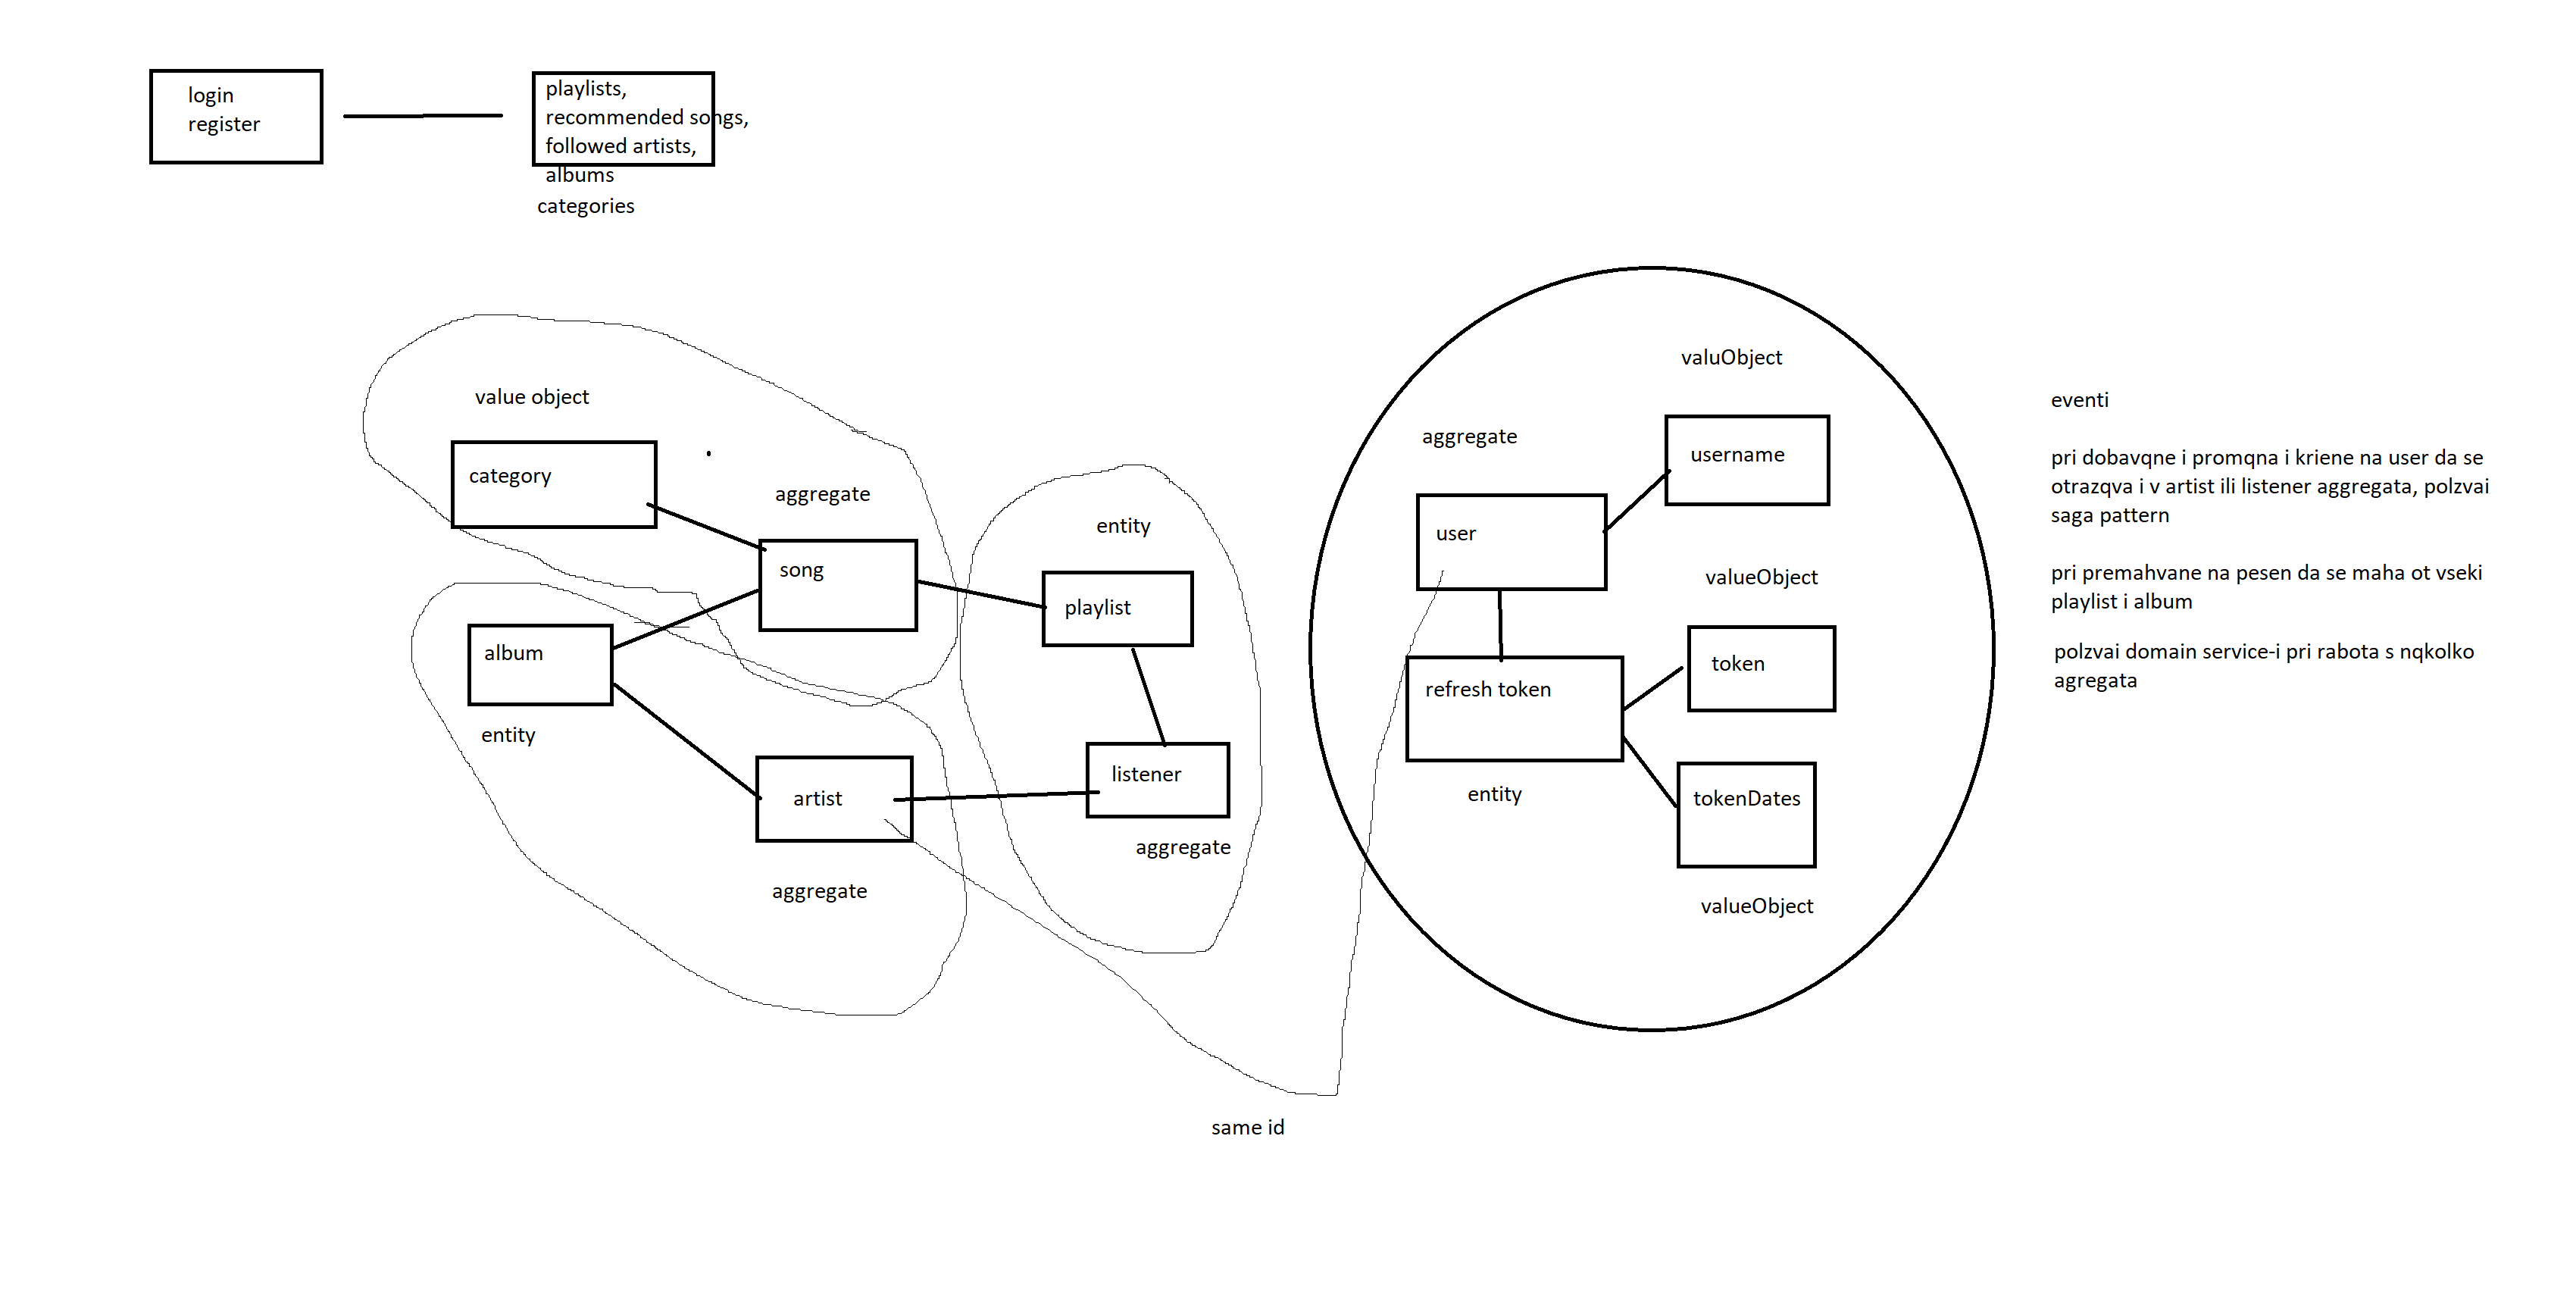 login
register
playlists,
recommended songs,
followed artists,
albums
categories
value object
category
aggregate
song
album
entity
artist
aggregate
entity
playlist
listener
aggregate
same id
valuObject
aggregate
username
user
valueObject
token
refresh token
entity
tokenDates
valueObject
eventi
pri dobavqne i promqna i kriene na user da se
otrazqva i v artist ili listener aggregata, polzvai
saga pattern
pri premahvane na pesen da se maha ot vseki
playlist i album
polzvai domain service-i pri rabota s nqkolko
agregata